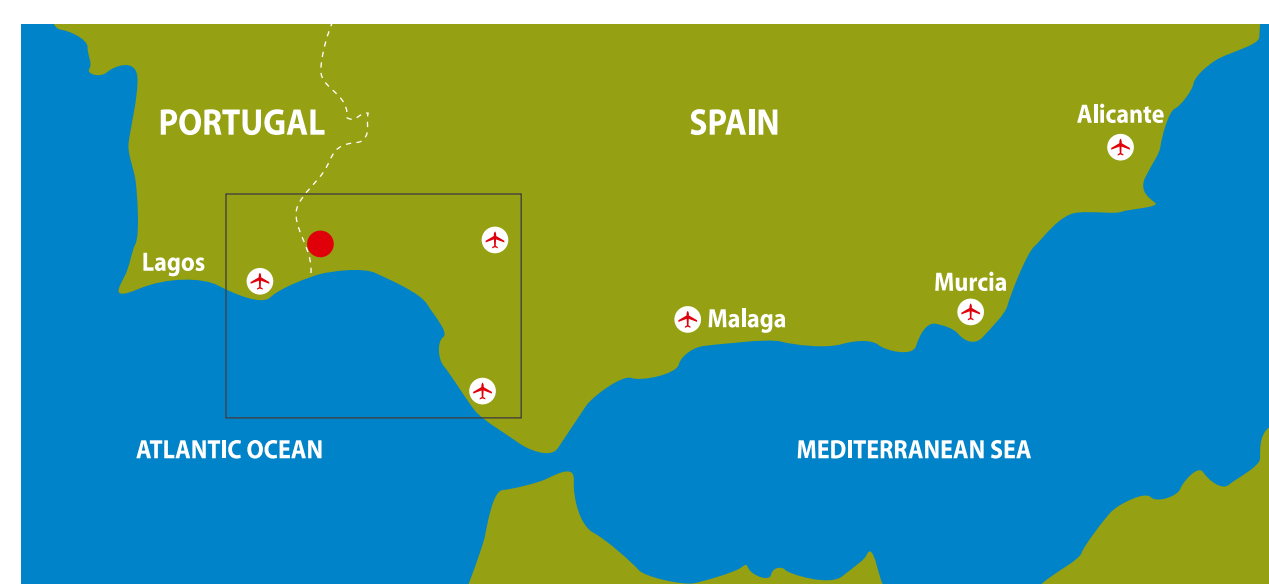 PORTUGAL
SPAIN
Alicante
Lagos
Murcia
Malaga
ATLANTIC OCEAN
MEDITERRANEAN SEA